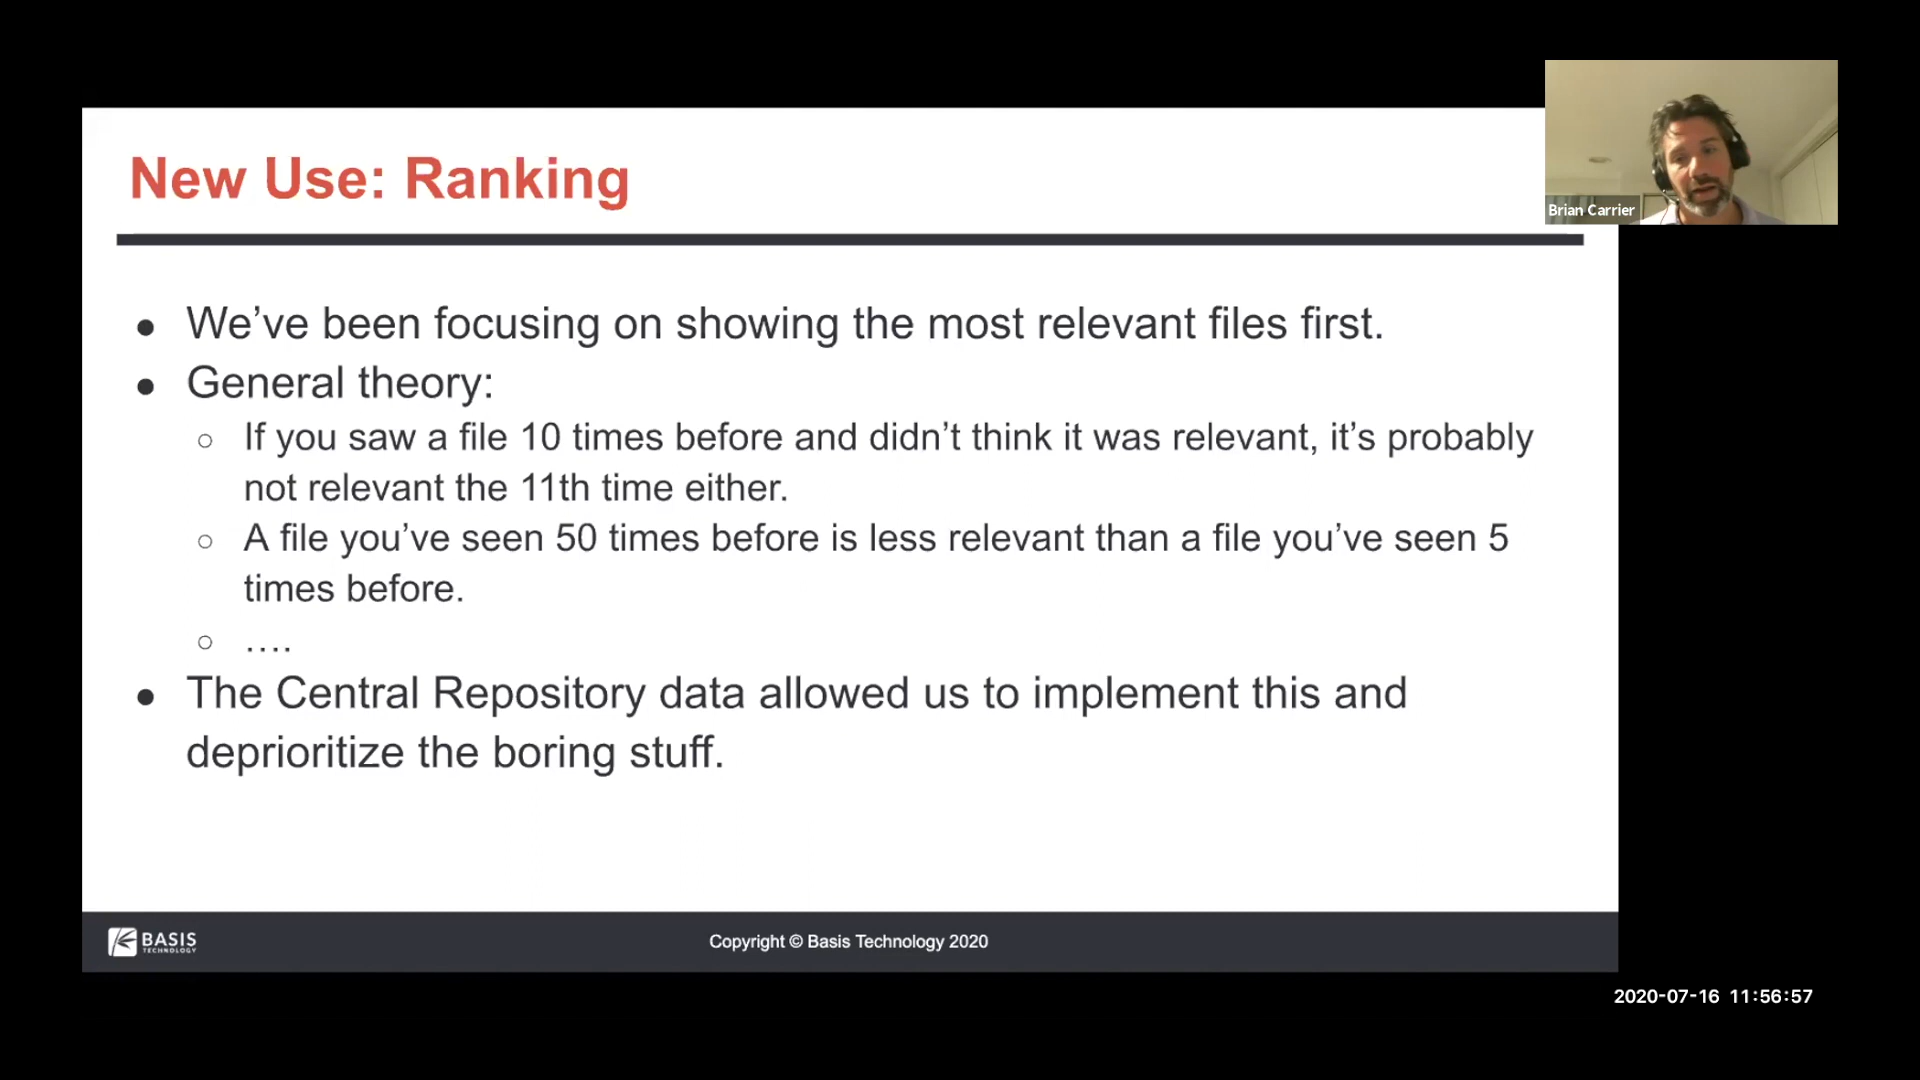 New Use: Ranking
Brian Carrier
● We’ve been focusing on showing the most relevant files first.
● General theory:
○ If you saw a file 10 times before and didn’t think it was relevant, it’s probably
not relevant the 11th time either.
○ A file you’ve seen 50 times before is less relevant than a file you’ve seen 5
times before.
○ ….
● The Central Repository data allowed us to implement this and
deprioritize the boring stuff.
BASIS
TECHNOLOGY
Copyright © Basis Technology 2020
2020-07-16 11:56:57